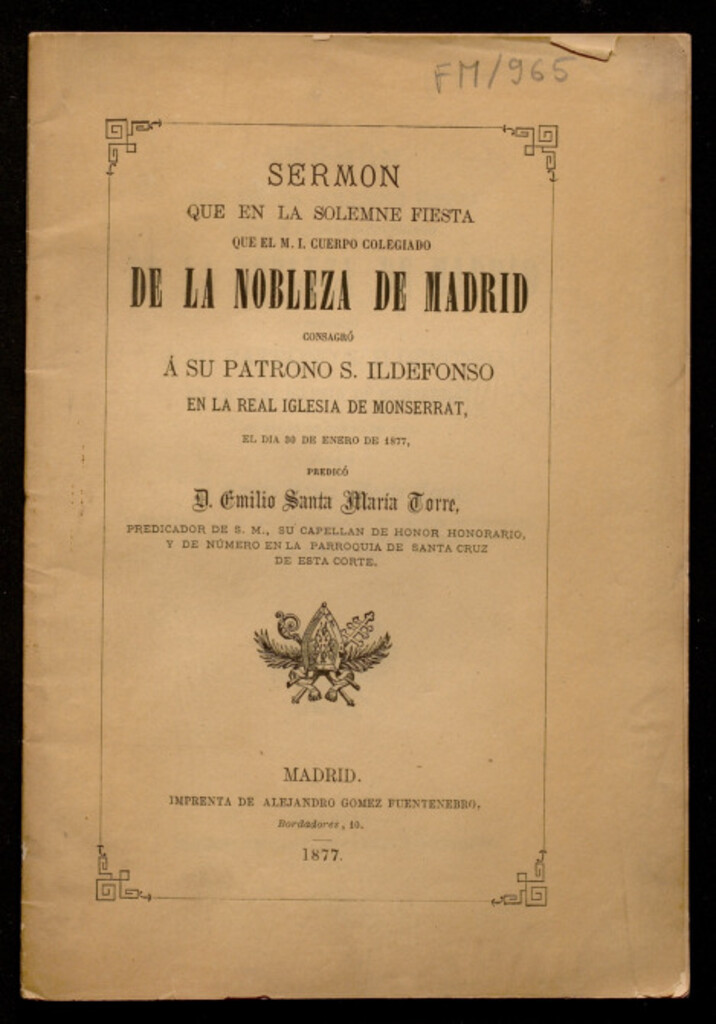 FM/965
SERMON
QUE EN LA SOLEMNE FIESTA
QUE EL M. I. CUERPO COLEGIADO
DE LA NOBLEZA DE MADRID
CONSAGRÓ
Á SU PATRONO S. ILDEFONSO
EN LA REAL IGLESIA DE MONSERRAT,
EL DIA 30 DE ENERO DE 1877,
PREDICÓ
D. Emilio Santa María Torre,
PREDICADOR DE S. M., SU CAPELLAN DE HONOR HONORARIO,
Y DE NÚMERO EN LA PARROQUIA DE SANTA CRUZ
DE ESTA CORTE.
MADRID.
IMPRENTA DE ALEJANDRO GOMEZ FUENTENEBRO,
Bordadores, 10.
1877.